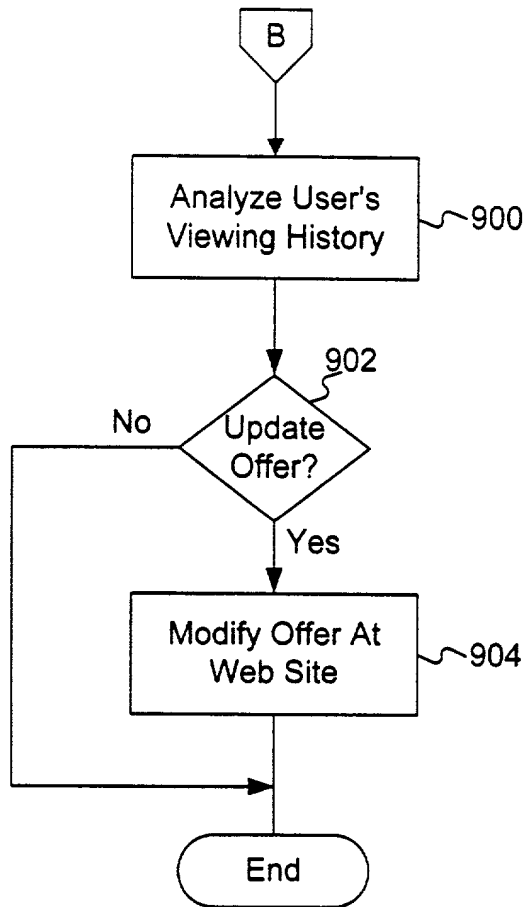 B
Analyze User's
Viewing History
900
902
No
Update
Offer?
Yes
Modify Offer At
Web Site
904
End